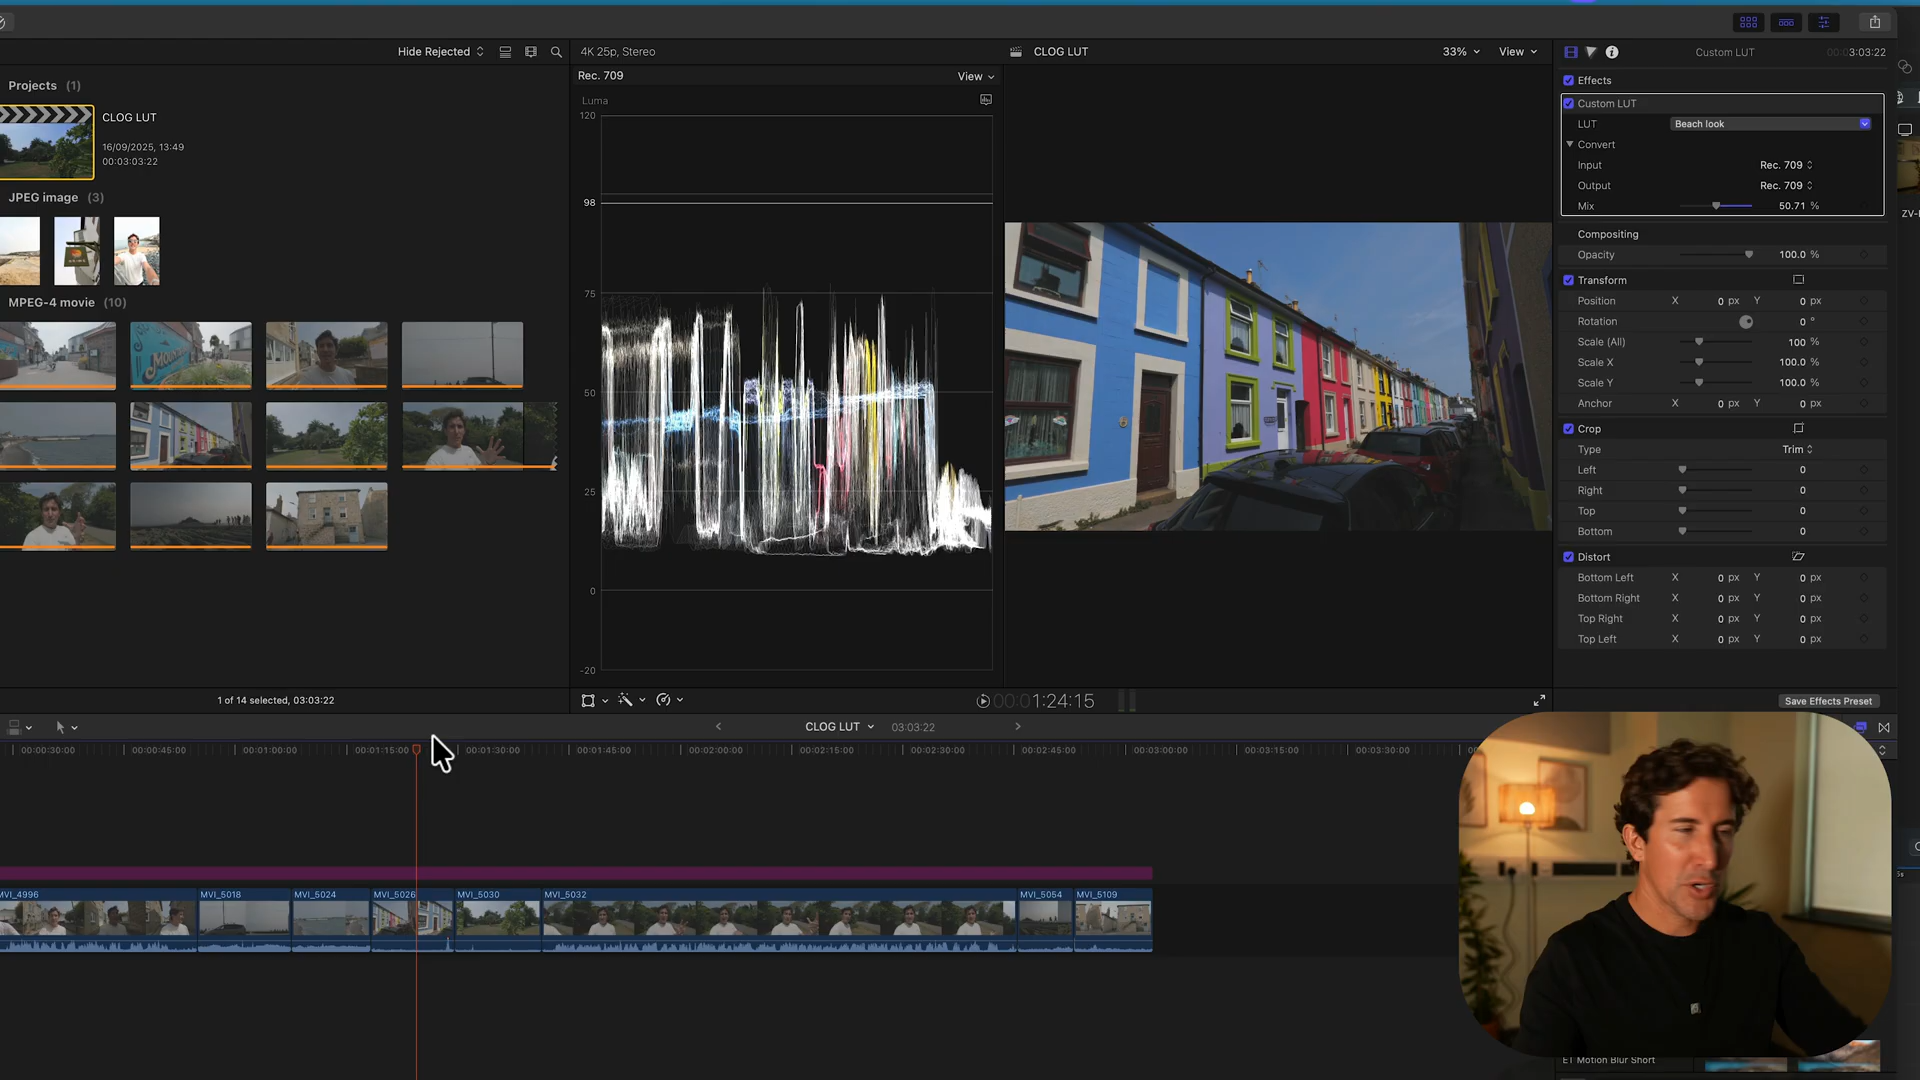 Hide Rejected
4K 25p, Stereo
CLOG LUT
33%
View
Custom LUT
00:03:03:22
Rec. 709
View
Projects (1)
Effects
Luma
Custom LUT
120
CLOG LUT
LUT
Beach look
16/09/2025, 13:49
00:03:03:22
Convert
Input
Rec. 709
Output
Rec. 709
JPEG image (3)
98
Mix
50.71 %
Compositing
Opacity
100.0 %
Transform
75
MPEG-4 movie (10)
Position
X
0 px
Y
0 px
Rotation
0 °
Scale (All)
100 %
Scale X
100.0 %
Scale Y
100.0 %
50
Anchor
X
0 px
Y
0 px
Crop
Type
Trim
Left
0
25
Right
0
Top
0
Bottom
0
Distort
Bottom Left
X
0 px
Y
0 px
0
Bottom Right
X
0 px
Y
0 px
Top Right
X
0 px
Y
0 px
Top Left
X
0 px
Y
0 px
-20
1 of 14 selected, 03:03:22
00:00:1:24:15
Save Effects Preset
CLOG LUT
03:03:22
00:00:30:00
00:00:45:00
00:01:00:00
00:01:15:00
00:01:30:00
00:01:45:00
00:02:00:00
00:02:15:00
00:02:30:00
00:02:45:00
00:03:00:00
00:03:15:00
00:03:30:00
MVI_4996
MVI_5018
MVI_5024
MVI_5026
MVI_5030
MVI_5032
MVI_5054
MVI_5109
ET Motion Blur Short